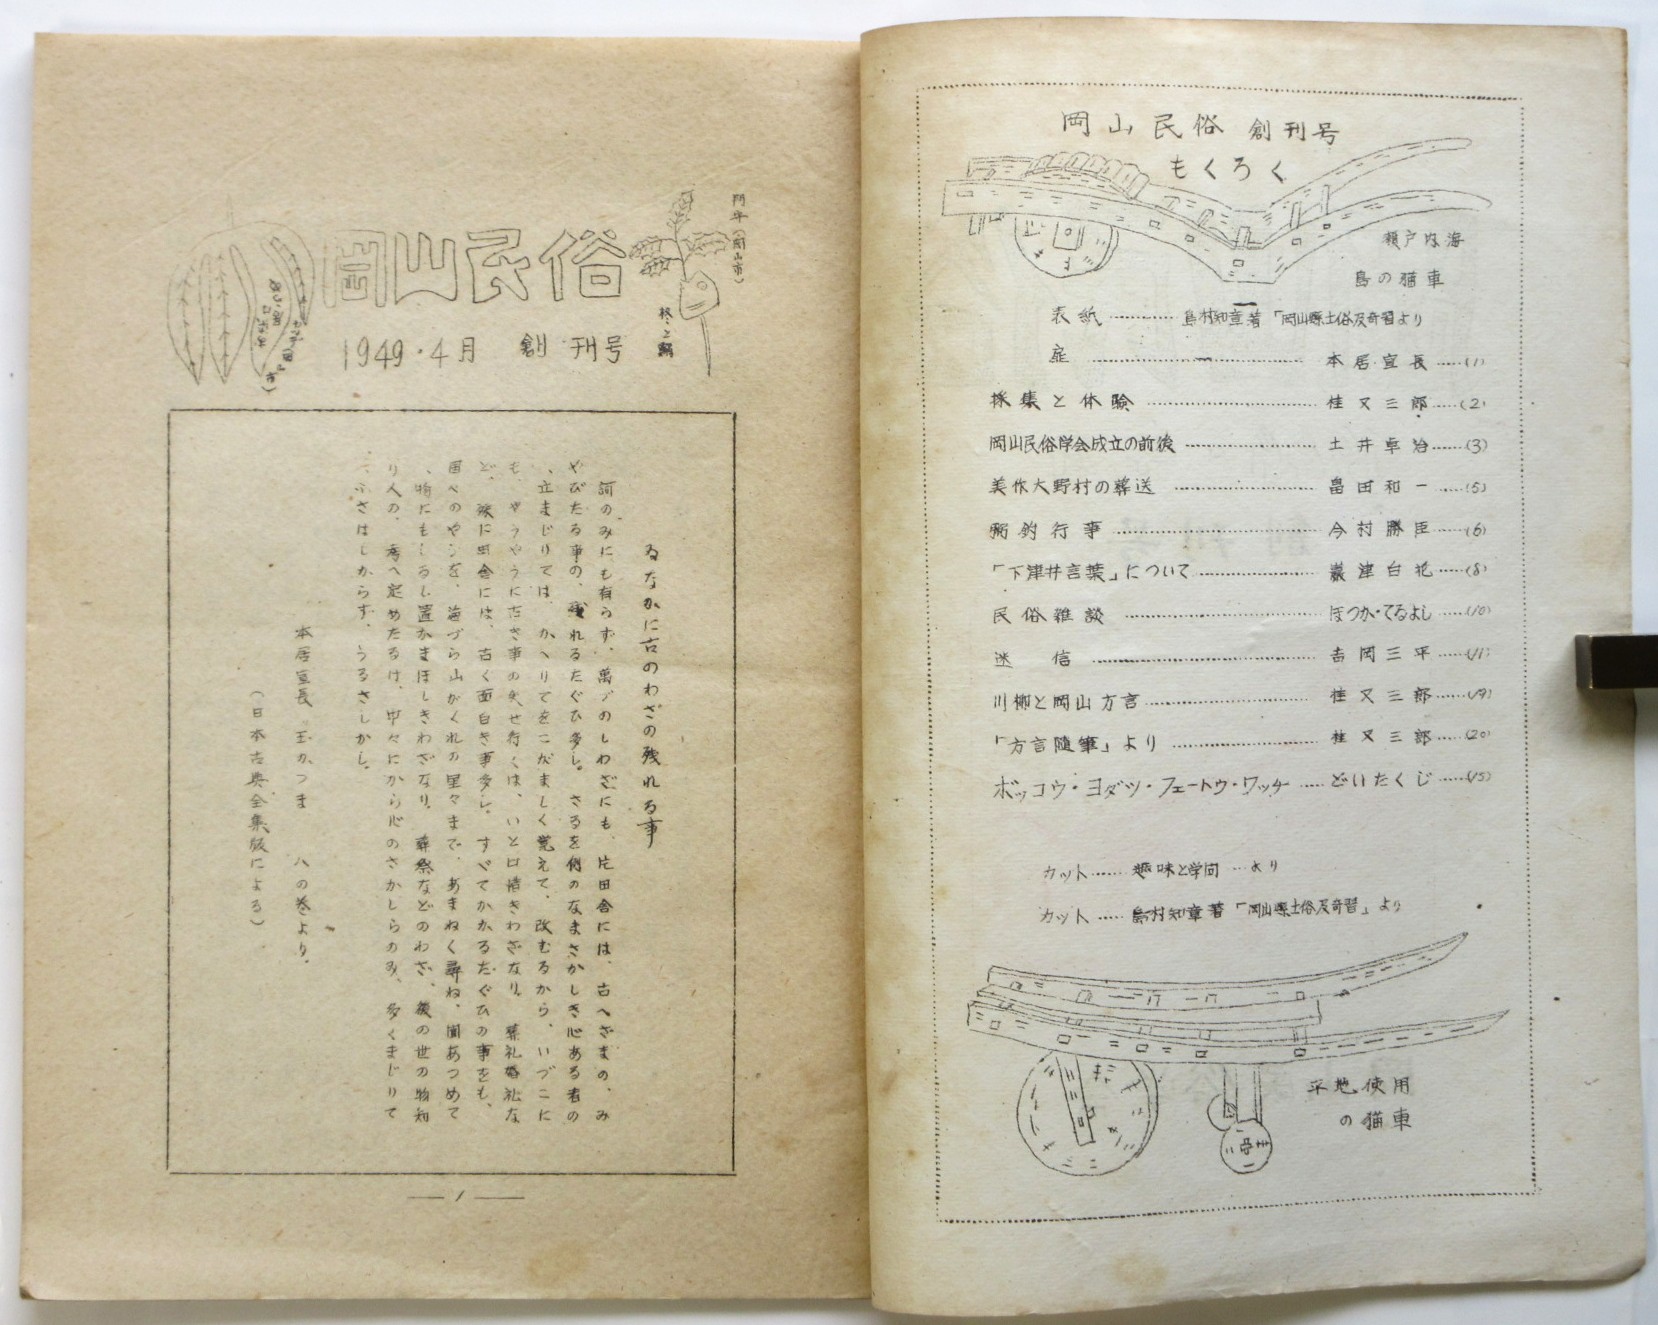 岡山民俗
1949・4月 創刊号
ゐなかに古のわざの残れる事
詞のみにも有らず、萬のしわざにも、片田舎には、古へざまの、み
やびたる事の、残れるたぐひ多し。さるを例のなまさかしき心ある者の
、立まじりては、かへりてをこがましく覚えて、改むるから、いづこに
も、やうやうに古き事の失せ行くは、いと口惜きわざなり。葬礼婚礼な
ど、殊に田舎には、古く面白き事多し。すべてかかるたぐひの事をも、
国々のやうを、海づら山がくれの里々まで、あまねく尋ね、聞あつめて
、物にもしるし置かまほしきわざなり。葬祭などのわざ、後の世の物知
り人の、考へ定めたるは、中々にから心のさかしらのみ、多くまじりて
ふさはしからず、うるさしかし。
本居宣長 玉かつま 八の巻より。
（日本古典全集版による）
1
岡山民俗 創刊号
もくろく
瀬戸内海
島の猫車
表紙………島村知章著「岡山縣土俗及奇習より
扉………本居宣長……(1)
採集と体験………桂又三郎……(2)
岡山民俗学会成立の前後………土井卓治……(3)
美作大野村の葬送………畠田和一……(5)
………今村勝臣……(6)
「下津井言葉」について……………(8)
民俗雑談………ほつか・てるよし……(10)
迷信………吉岡三平……(11)
川柳と岡山方言………桂又三郎……(19)
「方言随筆」より………桂又三郎……(20)
ボッコウ・ヨダツ・フェートゥ・ワッチー……どいたくじ……(15)
カット……趣味と学問…より
カット……島村知章著「岡山縣土俗及奇習」より
平地使用
の猫車